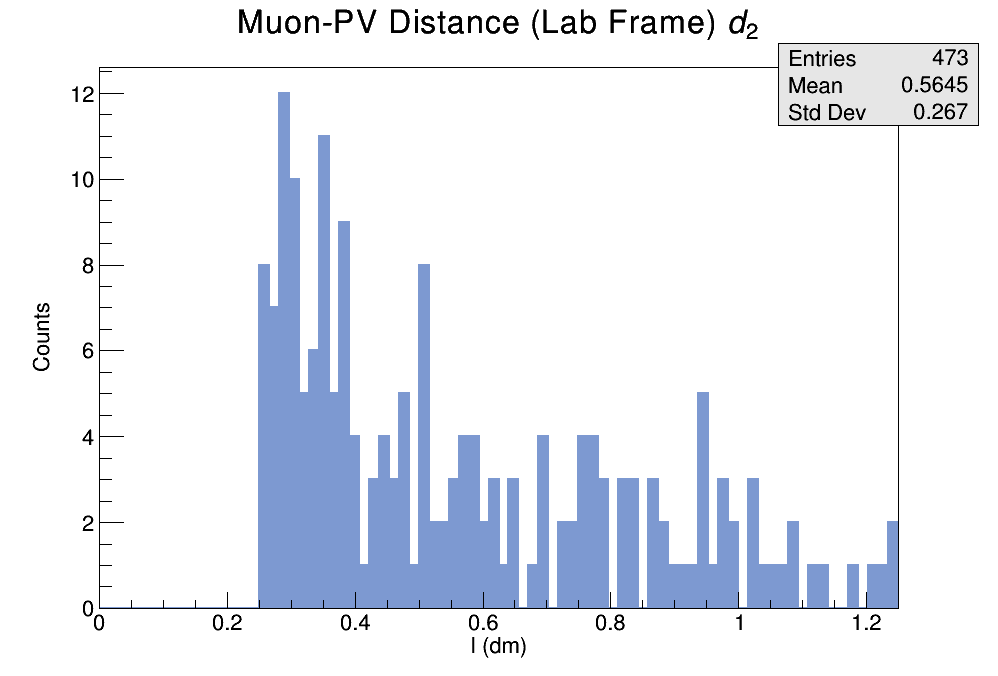 Muon-PV Distance (Lab Frame) d₂
Entries 473
Mean 0.5645
Std Dev 0.267
12
10
8
6
4
2
0
Counts
0 0.2 0.4 0.6 0.8 1 1.2
l (dm)